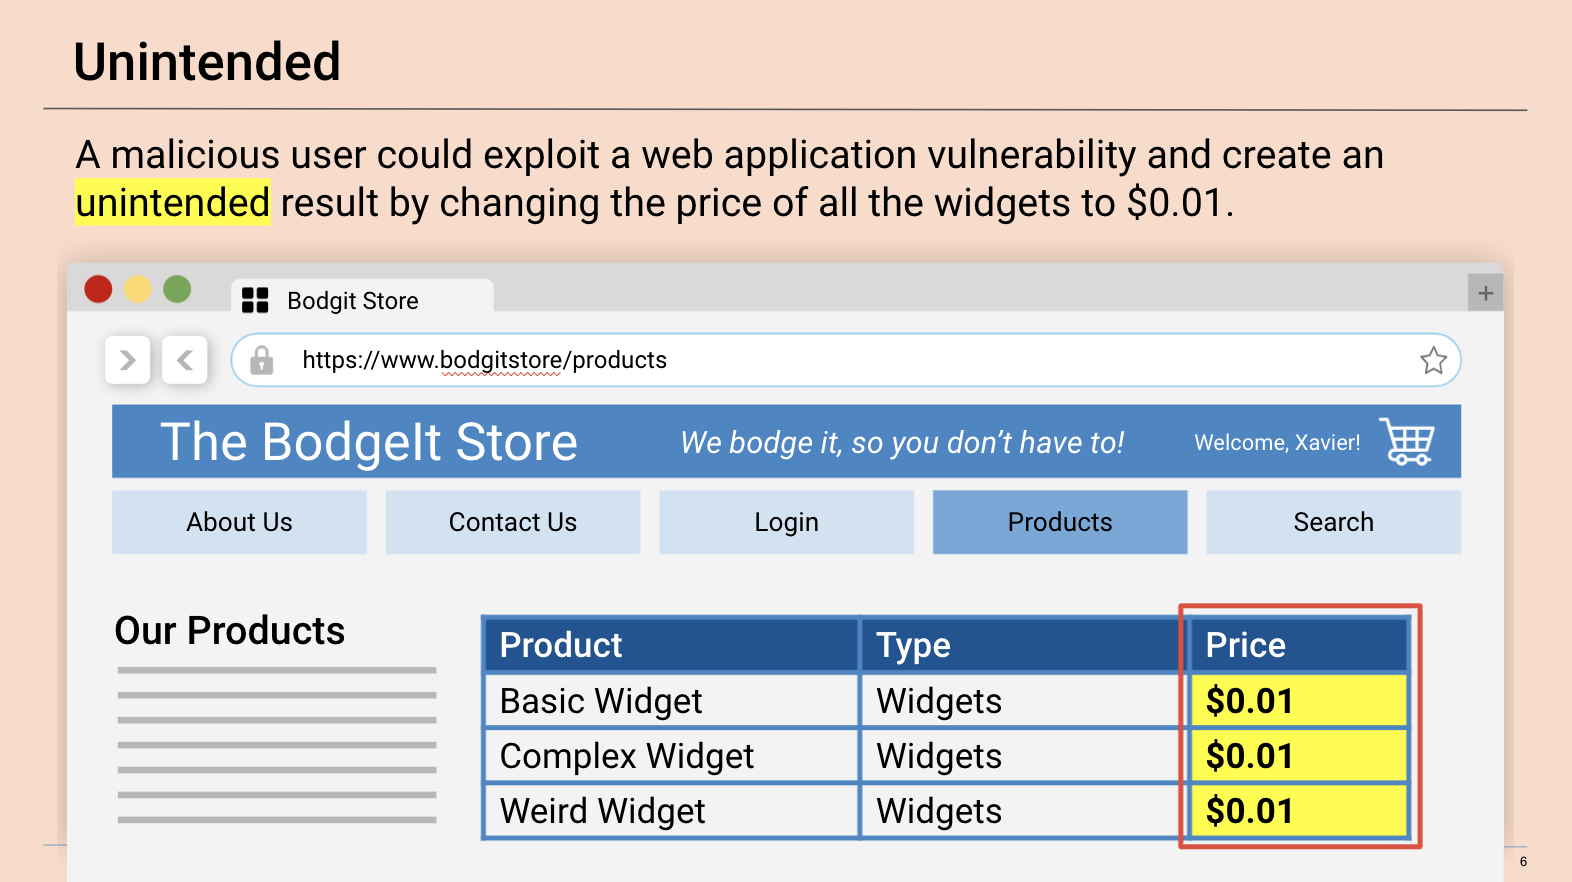 Unintended
A malicious user could exploit a web application vulnerability and create an
unintended result by changing the price of all the widgets to $0.01.
Bodgit Store
+
https://www.bodgitstore/products
The BodgeIt Store
We bodge it, so you don’t have to!
Welcome, Xavier!
About Us
Contact Us
Login
Products
Search
Our Products
Product Type Price
Basic Widget Widgets $0.01
Complex Widget Widgets $0.01
Weird Widget Widgets $0.01
6